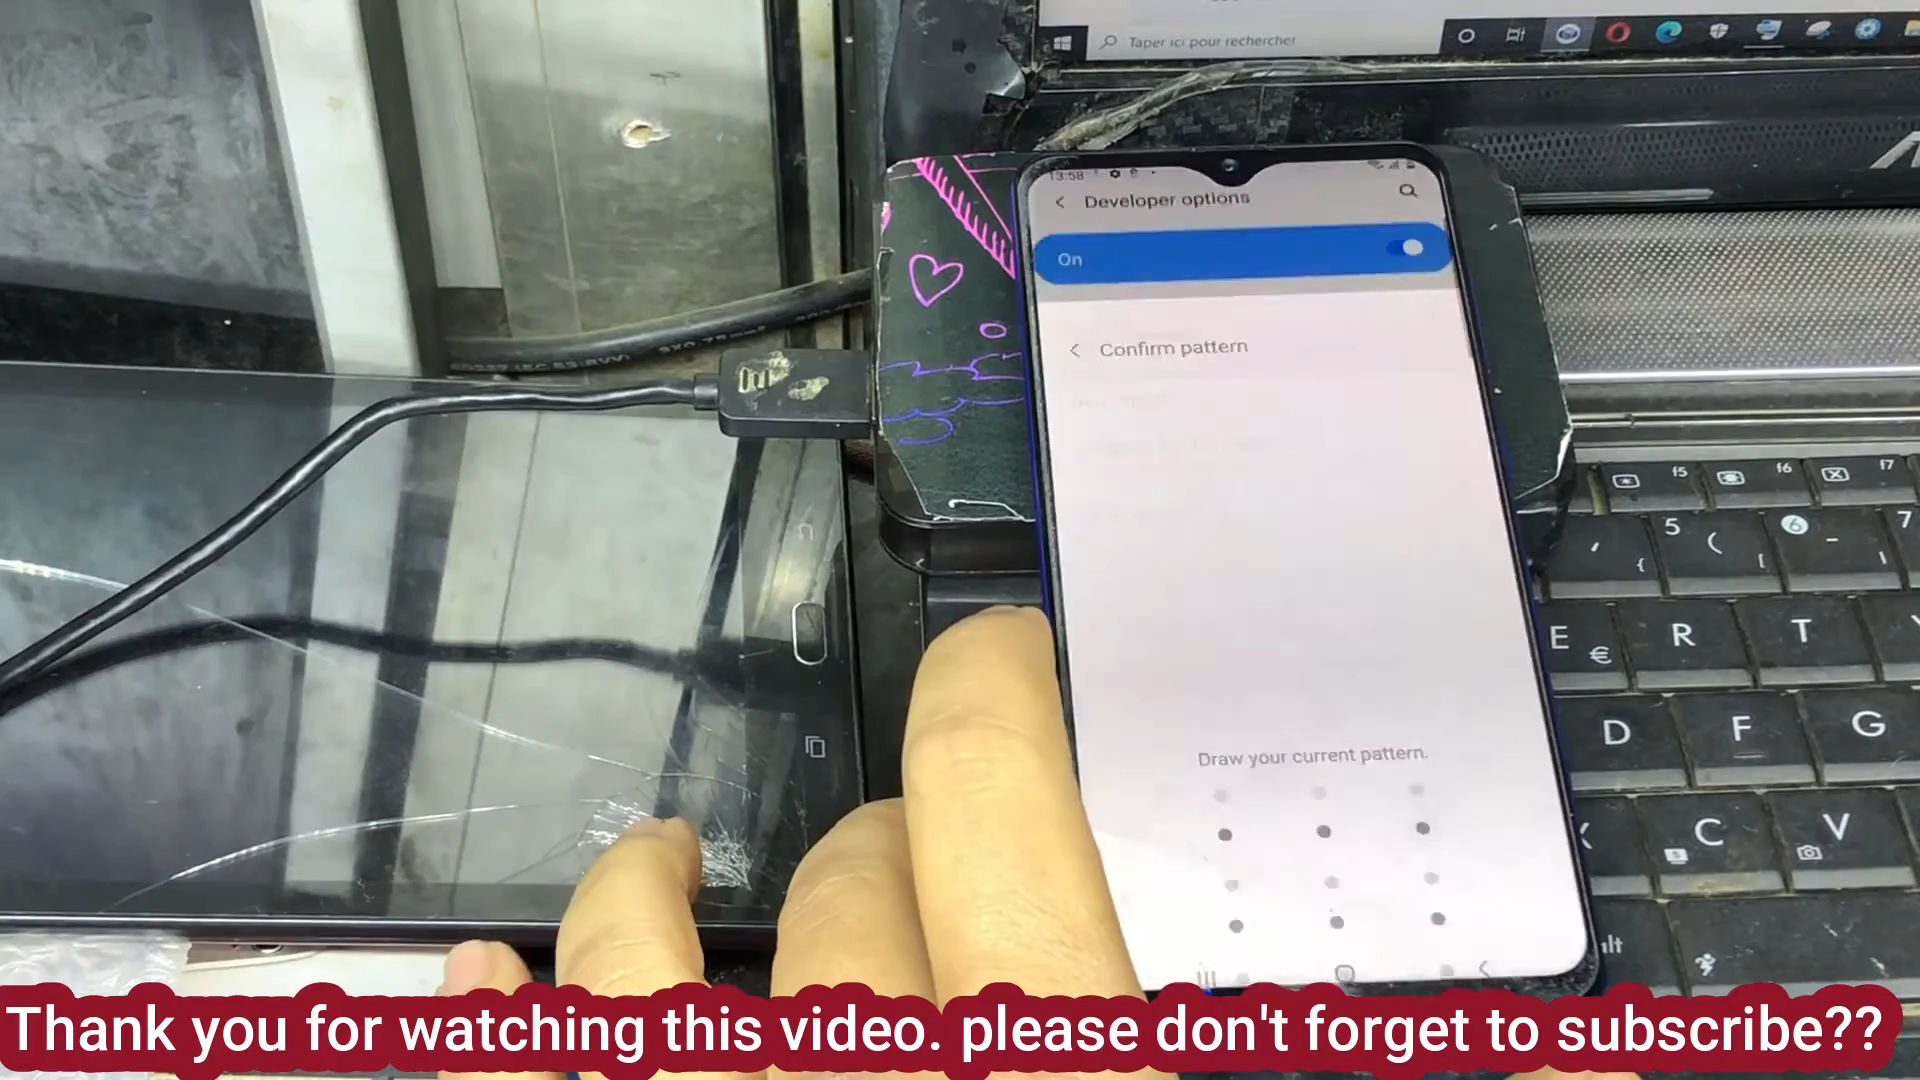 Taper ici pour rechercher
13:58
Developer options
On
Confirm pattern
Draw your current pattern.
f5
f6
f7
5
(
6
-
7
{
[
|
E
€
R
T
D
F
G
C
V
Thank you for watching this video. please don't forget to subscribe??